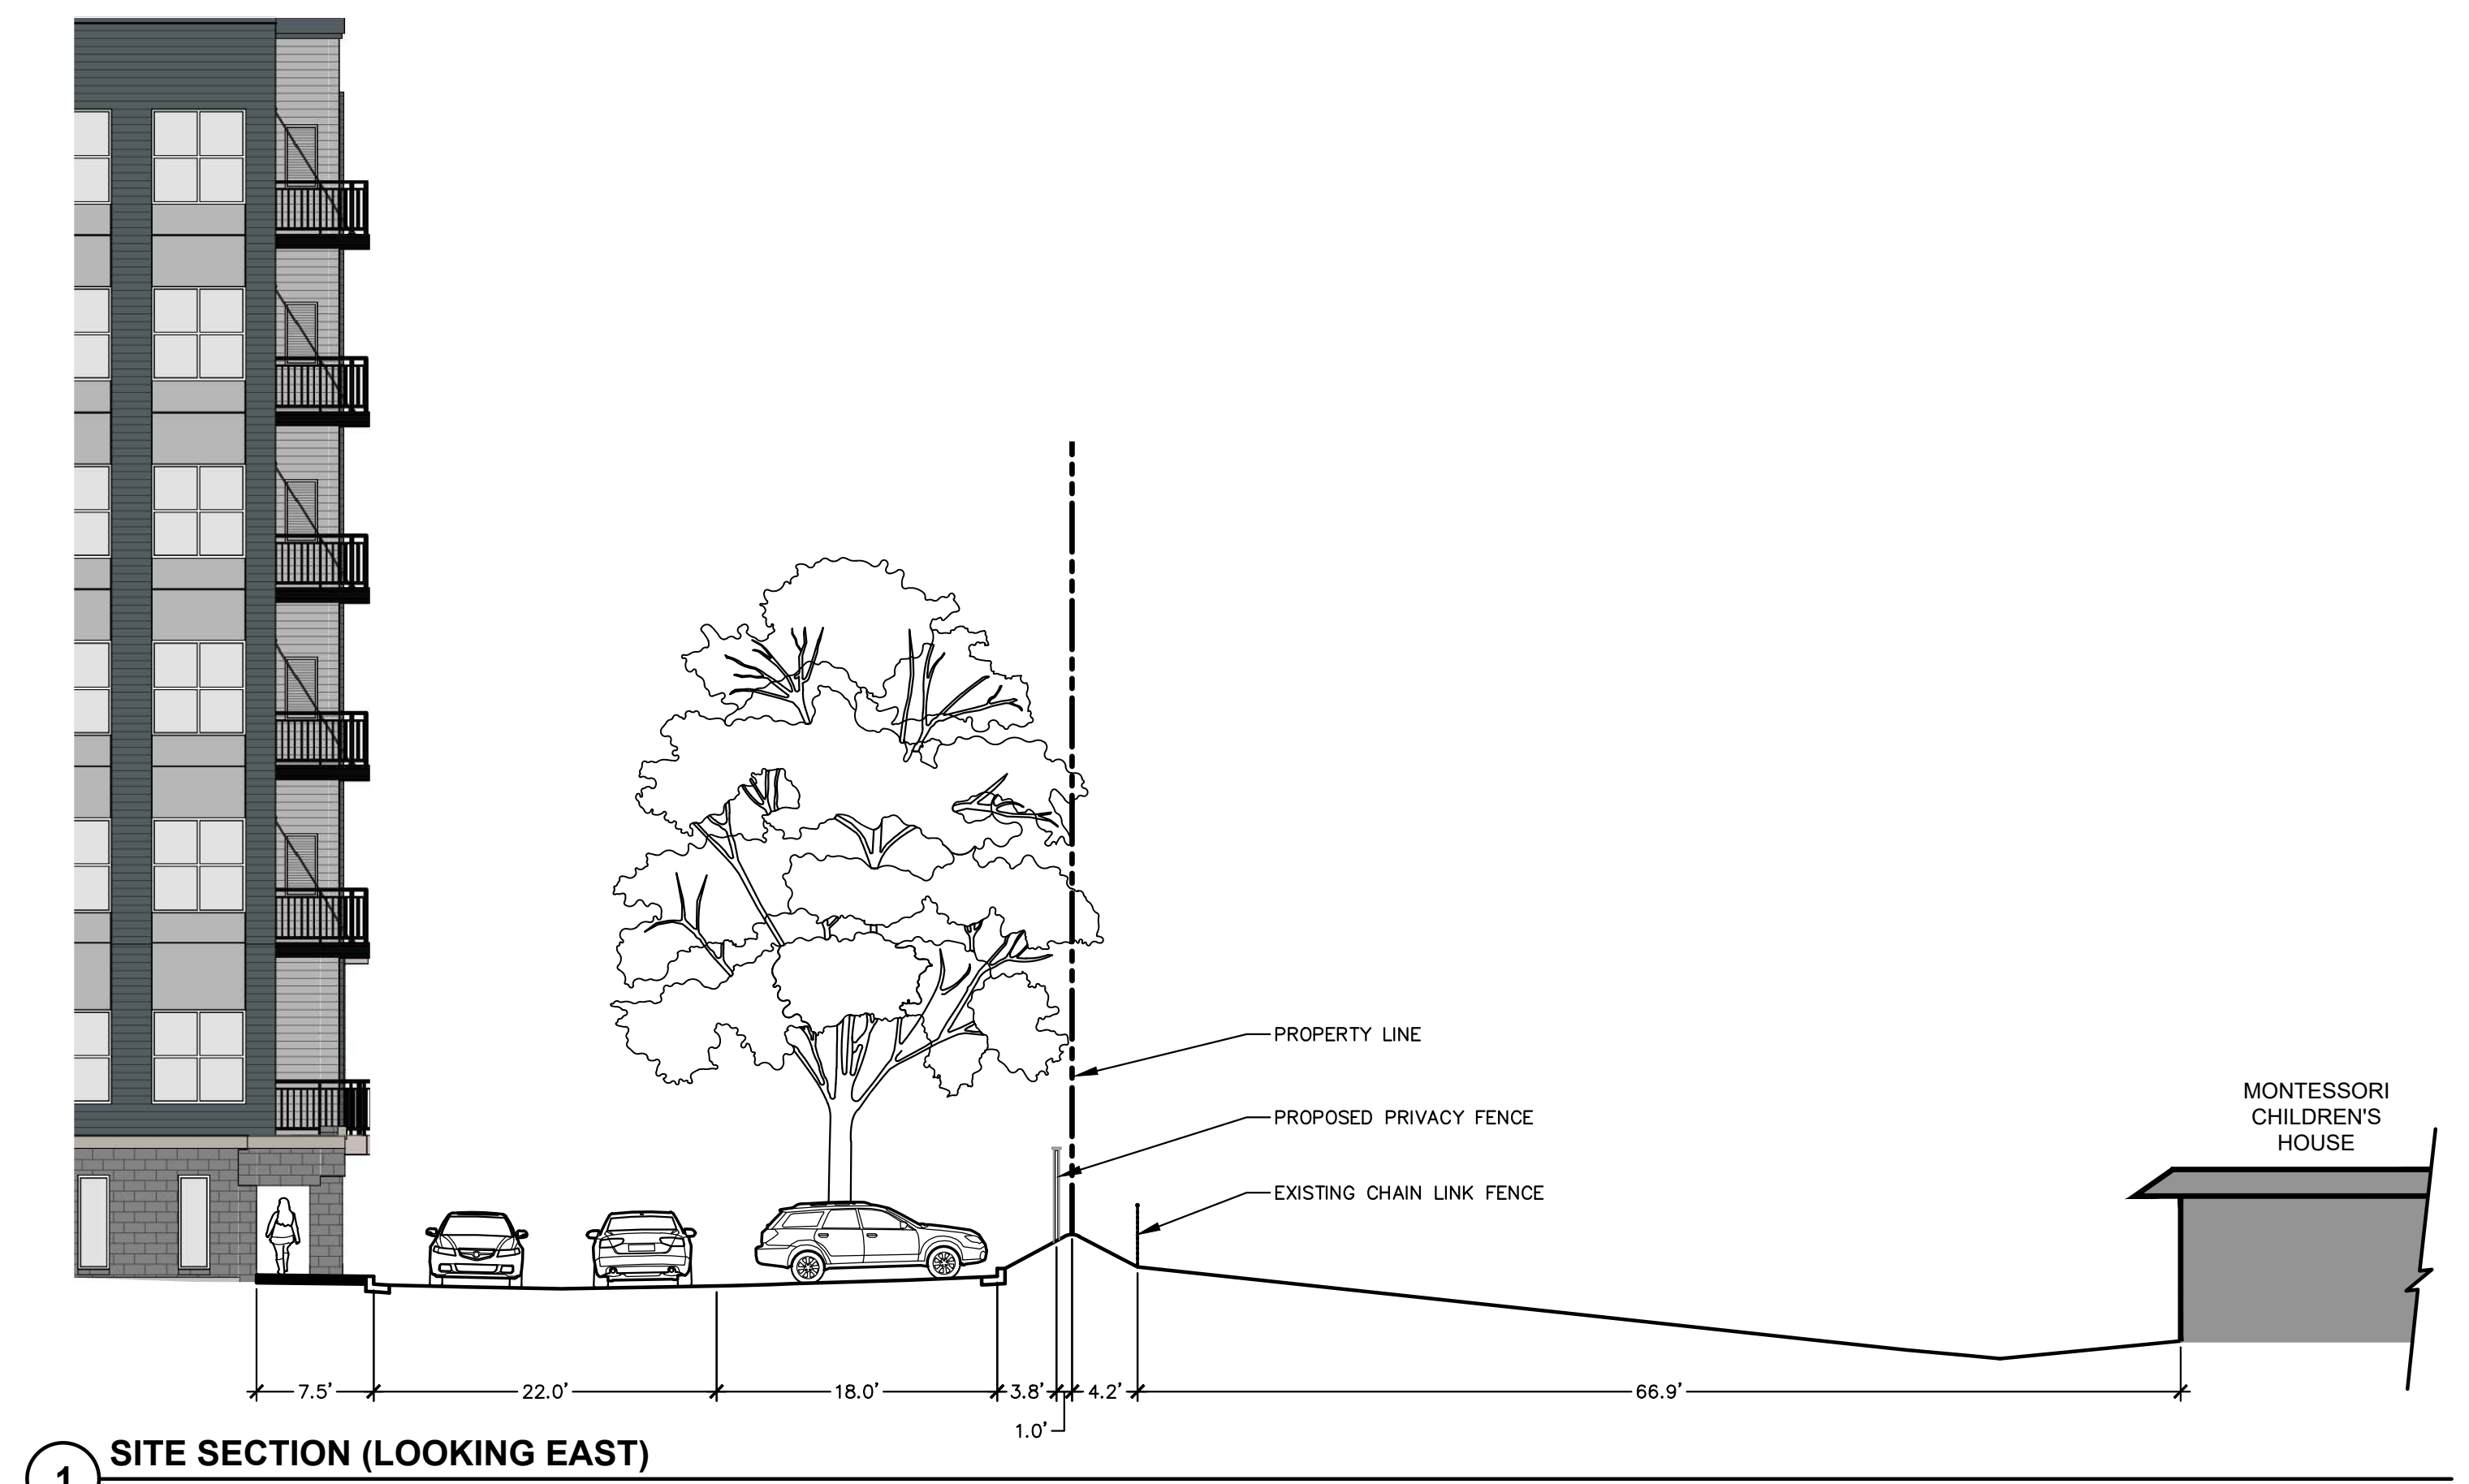 PROPERTY LINE
PROPOSED PRIVACY FENCE
EXISTING CHAIN LINK FENCE
MONTESSORI
CHILDREN'S
HOUSE
7.5' 22.0' 18.0' 3.8' 4.2' 66.9'
1.0'
1 SITE SECTION (LOOKING EAST)